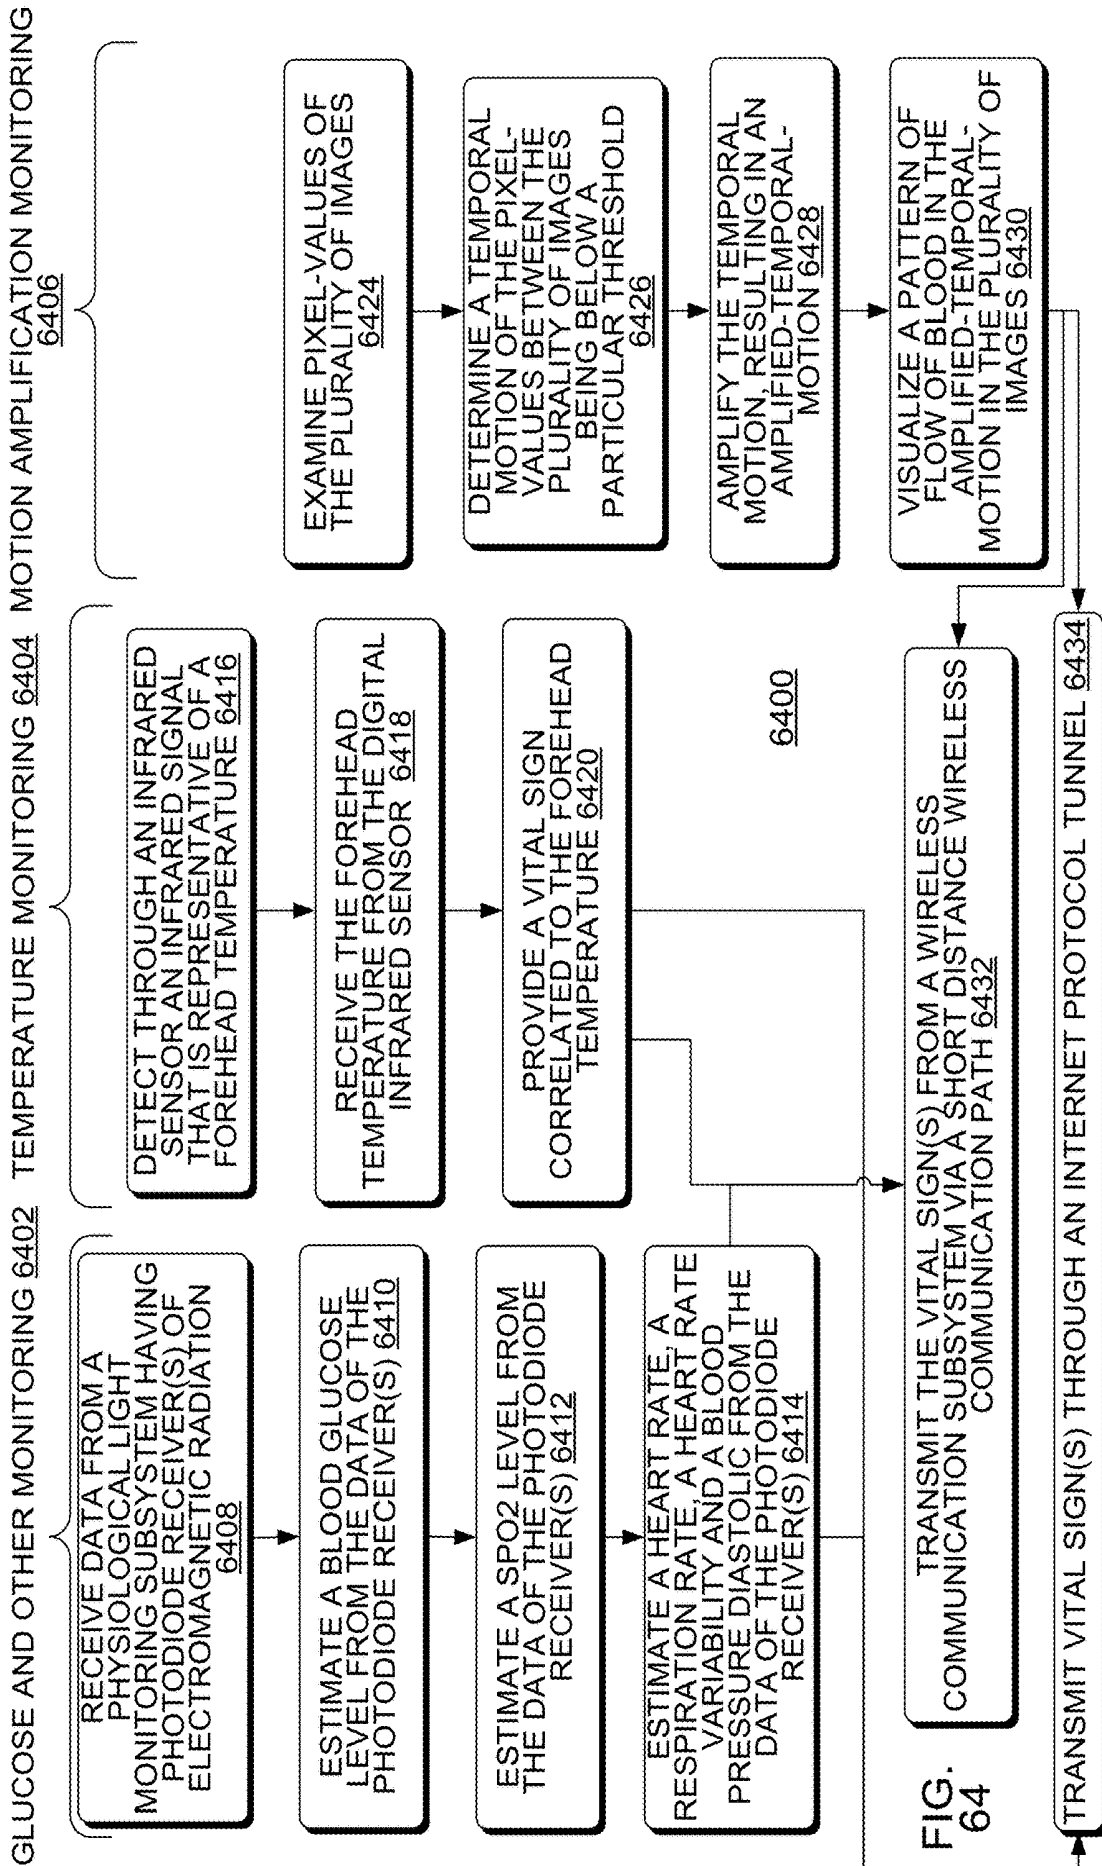 GLUCOSE AND OTHER MONITORING 6402
TEMPERATURE MONITORING 6404
MOTION AMPLIFICATION MONITORING
6406
RECEIVE DATA FROM A
PHYSIOLOGICAL LIGHT
MONITORING SUBSYSTEM HAVING
PHOTODIODE RECEIVER(S) OF
ELECTROMAGNETIC RADIATION
6408
ESTIMATE A BLOOD GLUCOSE
LEVEL FROM THE DATA OF THE
PHOTODIODE RECEIVER(S) 6410
ESTIMATE A SPO2 LEVEL FROM
THE DATA OF THE PHOTODIODE
RECEIVER(S) 6412
ESTIMATE A HEART RATE, A
RESPIRATION RATE, A HEART RATE
VARIABILITY AND A BLOOD
PRESSURE DIASTOLIC FROM THE
DATA OF THE PHOTODIODE
RECEIVER(S) 6414
DETECT THROUGH AN INFRARED
SENSOR AN INFRARED SIGNAL
THAT IS REPRESENTATIVE OF A
FOREHEAD TEMPERATURE 6416
RECEIVE THE FOREHEAD
TEMPERATURE FROM THE DIGITAL
INFRARED SENSOR 6418
PROVIDE A VITAL SIGN
CORRELATED TO THE FOREHEAD
TEMPERATURE 6420
EXAMINE PIXEL-VALUES OF
THE PLURALITY OF IMAGES
6424
DETERMINE A TEMPORAL
MOTION OF THE PIXEL-
VALUES BETWEEN THE
PLURALITY OF IMAGES
BEING BELOW A
PARTICULAR THRESHOLD
6426
AMPLIFY THE TEMPORAL
MOTION, RESULTING IN AN
AMPLIFIED-TEMPORAL-
MOTION 6428
VISUALIZE A PATTERN OF
FLOW OF BLOOD IN THE
AMPLIFIED-TEMPORAL-
MOTION IN THE PLURALITY OF
IMAGES 6430
6400
TRANSMIT THE VITAL SIGN(S) FROM A WIRELESS
COMMUNICATION SUBSYSTEM VIA A SHORT DISTANCE WIRELESS
COMMUNICATION PATH 6432
FIG.
64
TRANSMIT VITAL SIGN(S) THROUGH AN INTERNET PROTOCOL TUNNEL 6434